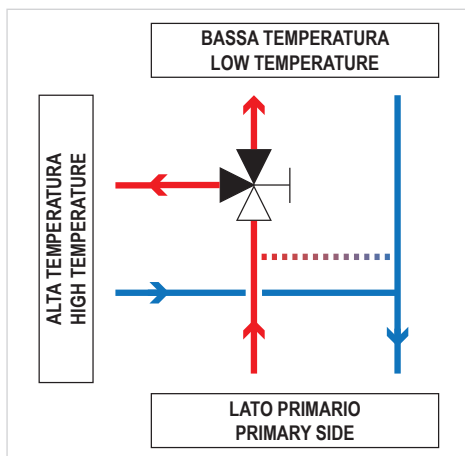 BASSA TEMPERATURA
LOW TEMPERATURE
ALTA TEMPERATURA
HIGH TEMPERATURE
LATO PRIMARIO
PRIMARY SIDE